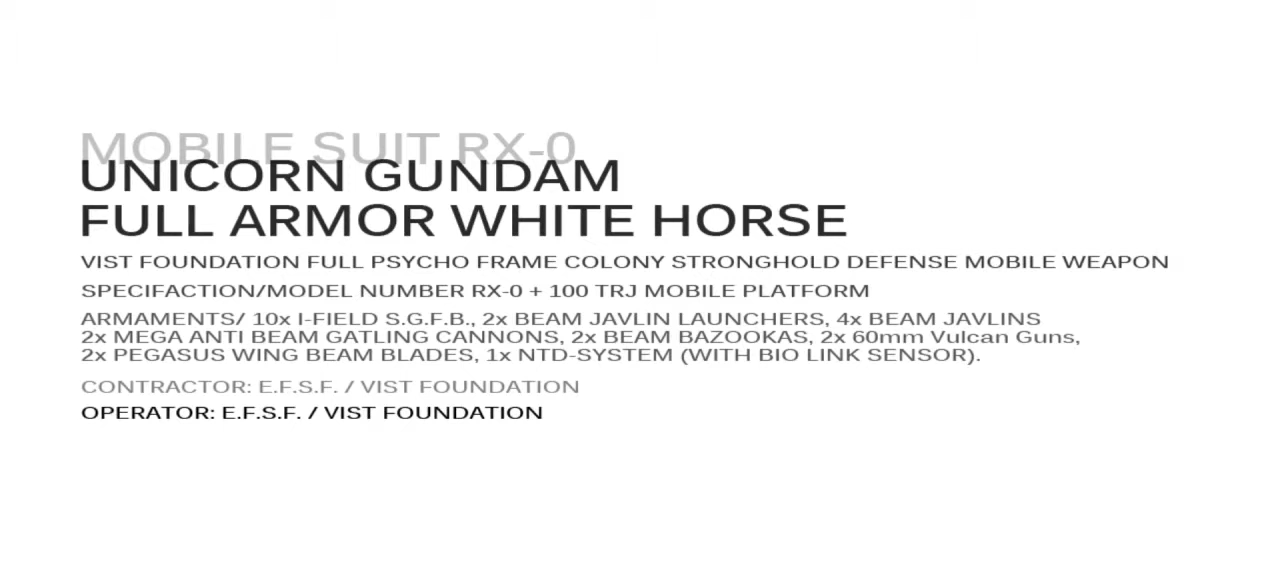 MOBILE SUIT RX-0
UNICORN GUNDAM
FULL ARMOR WHITE HORSE
VIST FOUNDATION FULL PSYCHO FRAME COLONY STRONGHOLD DEFENSE MOBILE WEAPON
SPECIFACTION/MODEL NUMBER RX-0 + 100 TRJ MOBILE PLATFORM
ARMAMENTS/ 10x I-FIELD S.G.F.B., 2x BEAM JAVLIN LAUNCHERS, 4x BEAM JAVLINS
2x MEGA ANTI BEAM GATLING CANNONS, 2x BEAM BAZOOKAS, 2x 60mm Vulcan Guns,
2x PEGASUS WING BEAM BLADES, 1x NTD-SYSTEM (WITH BIO LINK SENSOR).
CONTRACTOR: E.F.S.F. / VIST FOUNDATION
OPERATOR: E.F.S.F. / VIST FOUNDATION